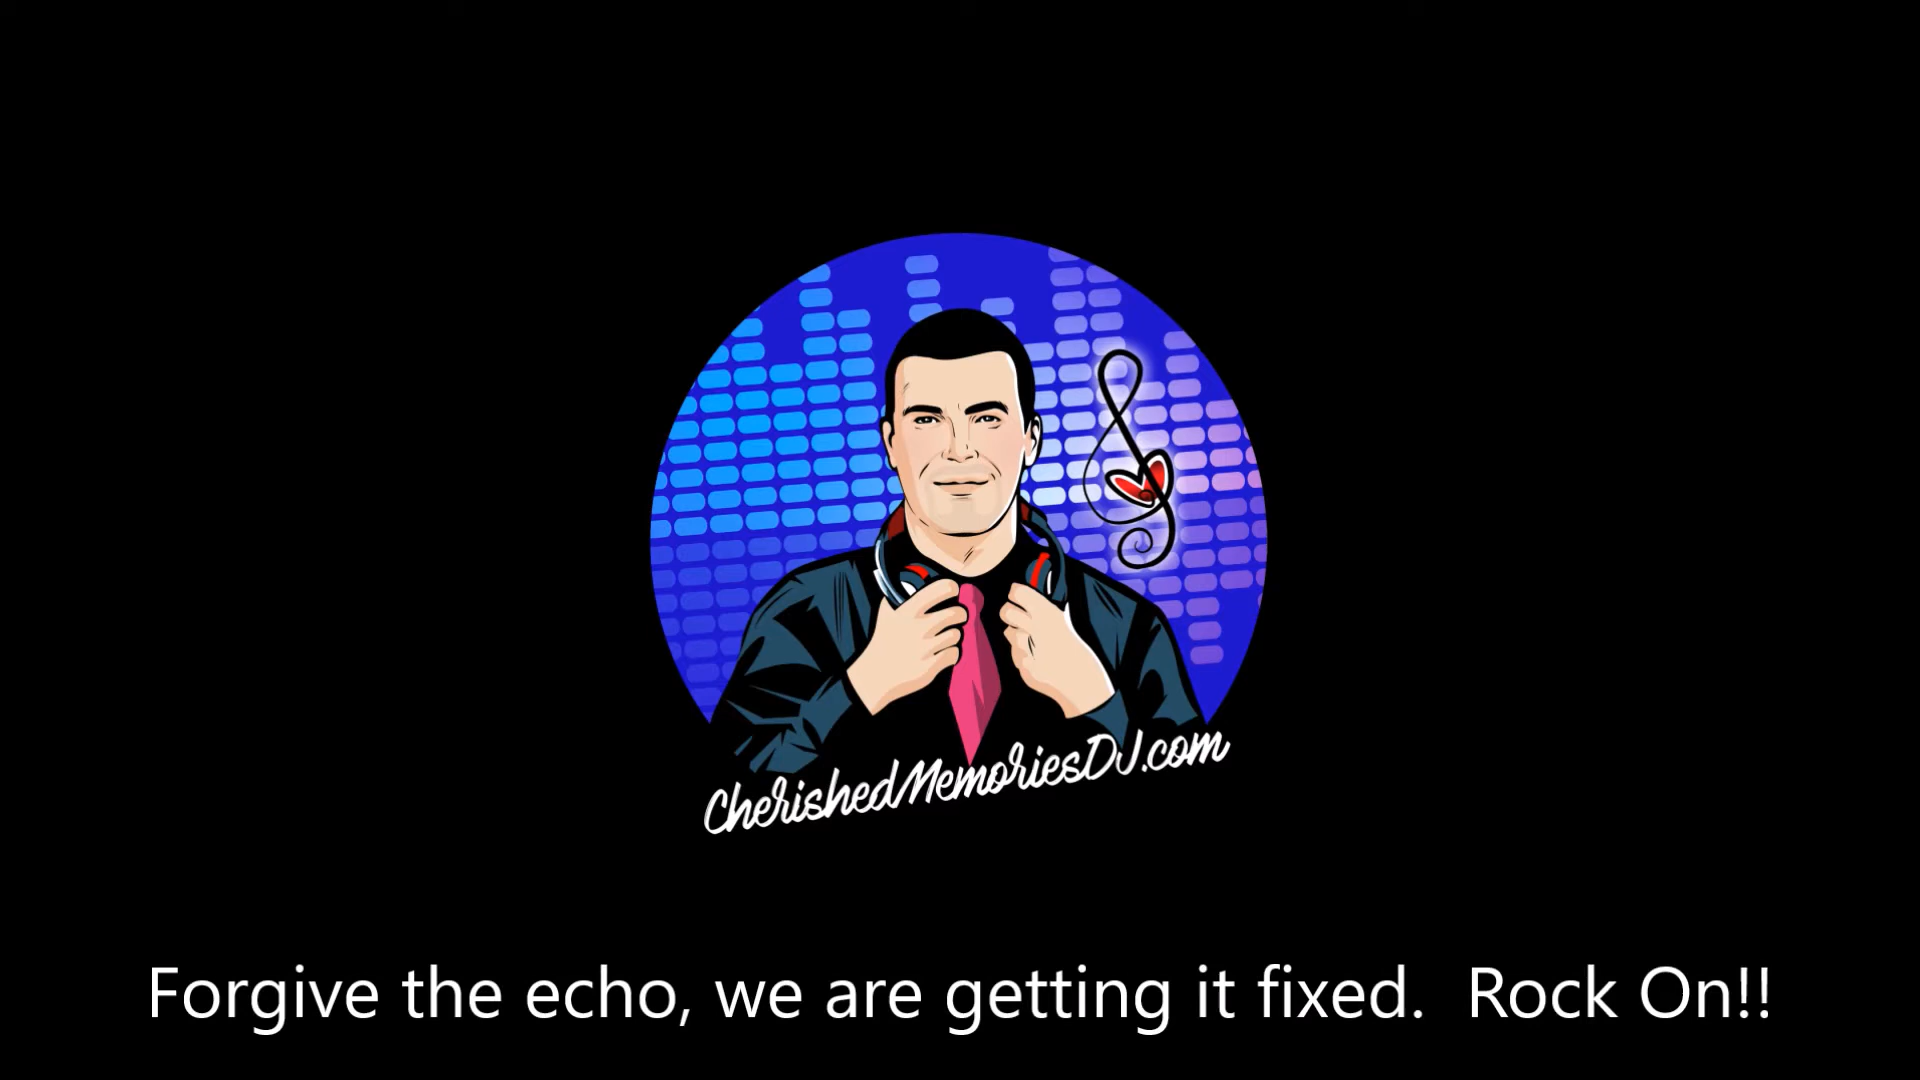 CherishedMemoriesDJ.com
Forgive the echo, we are getting it fixed.  Rock On!!